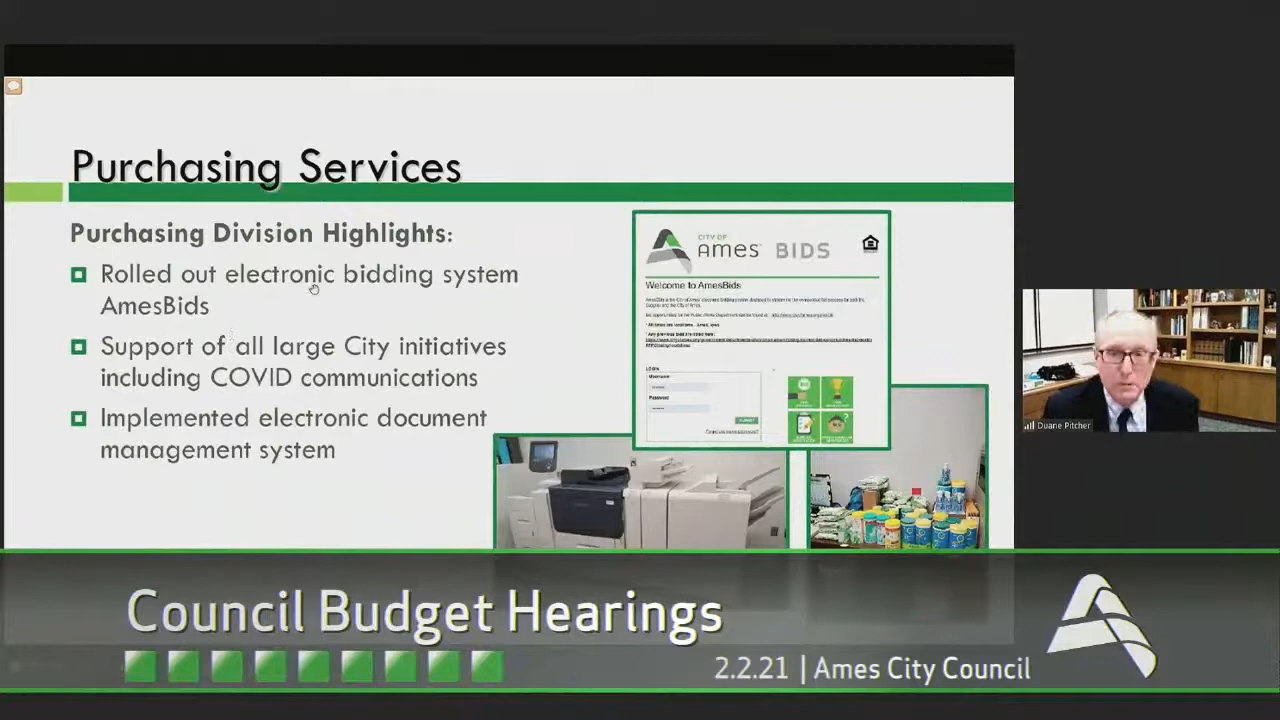 Purchasing Services
Purchasing Division Highlights:
Rolled out electronic bidding system
AmesBids
Support of all large City initiatives
including COVID communications
Implemented electronic document
management system
CITY OF
Ames BIDS
Welcome to AmesBids
LOGIN
Username
Password
SUBMIT
Duane Pitcher
Council Budget Hearings
2.2.21 | Ames City Council